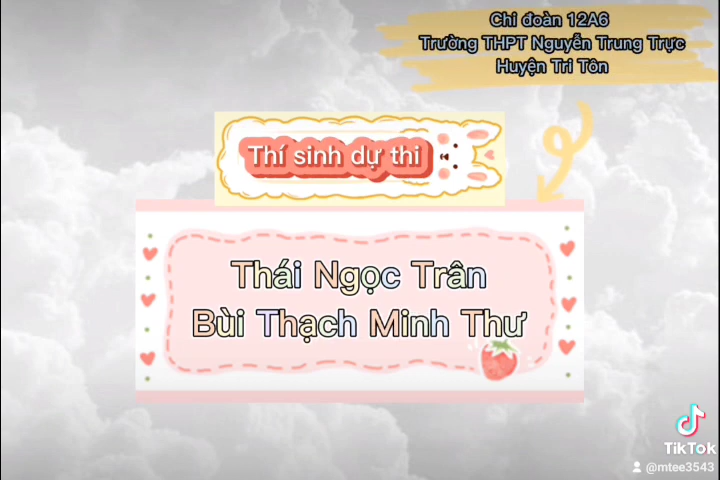 Chi đoàn 12A6
Trường THPT Nguyễn Trung Trực
Huyện Tri Tôn
Thí sinh dự thi
Thái Ngọc Trân
Bùi Thạch Minh Thư
TikTok
@mtee3543